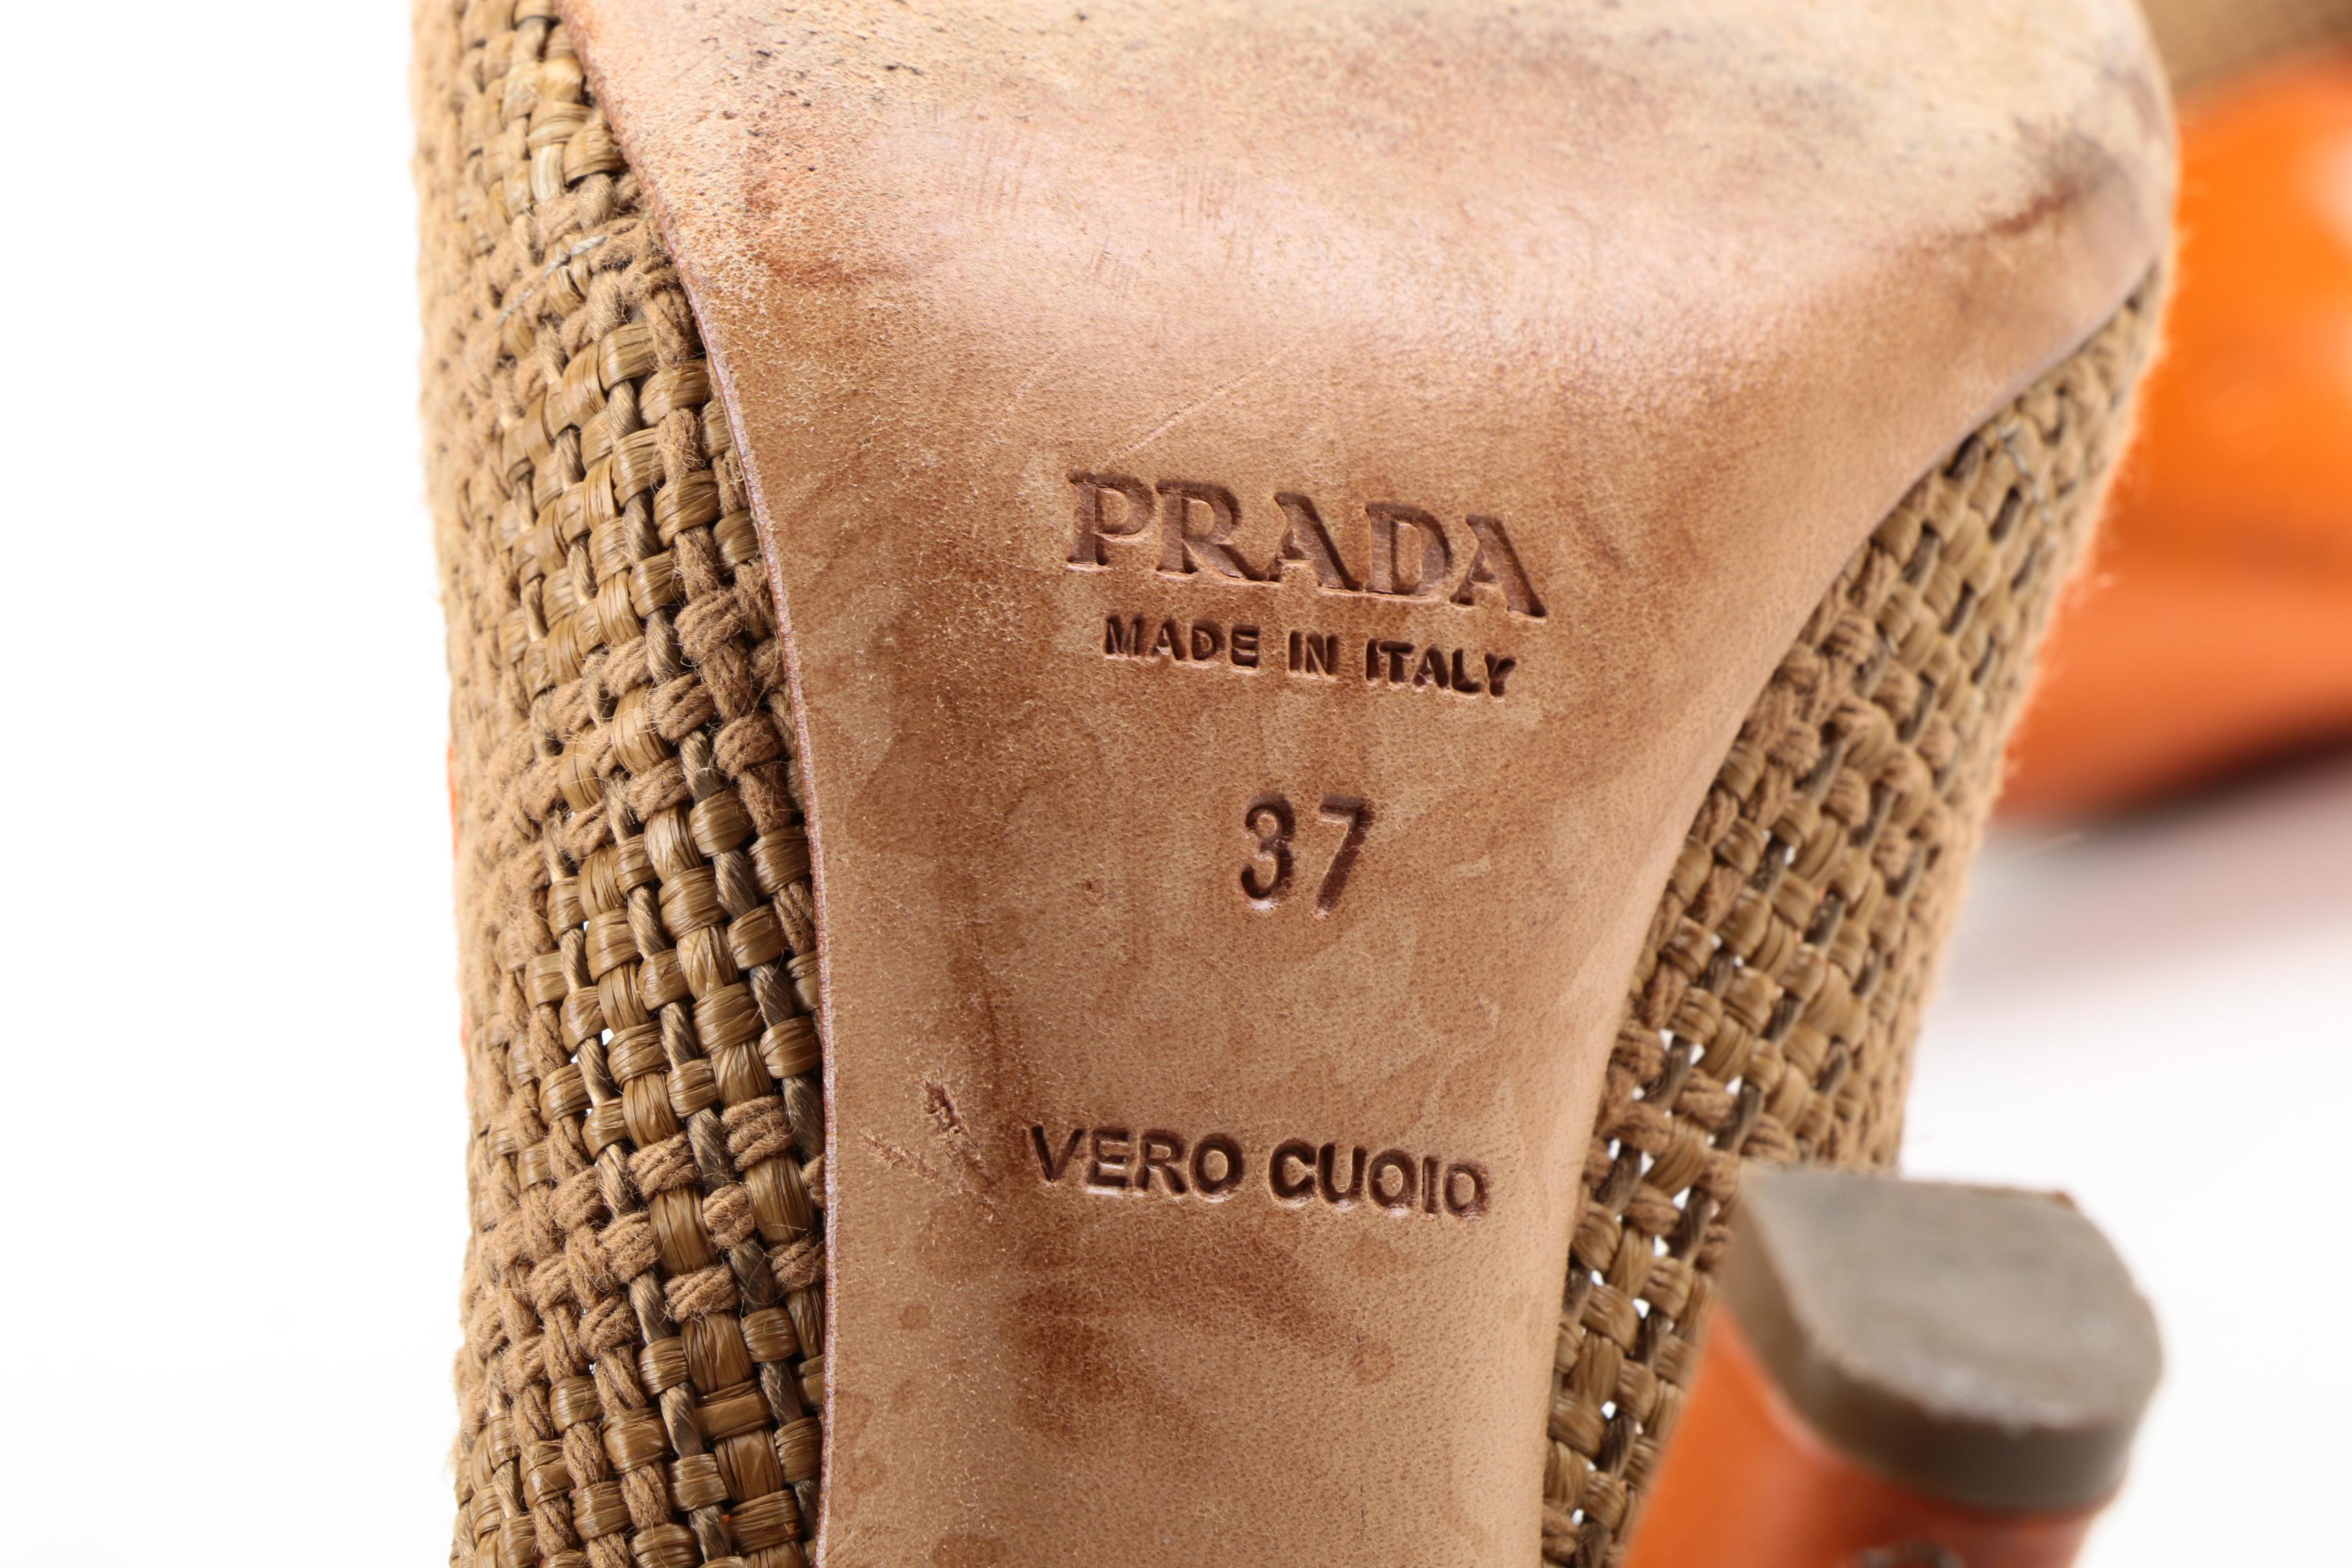 PRADA
MADE IN ITALY
37
VERO CUOIO